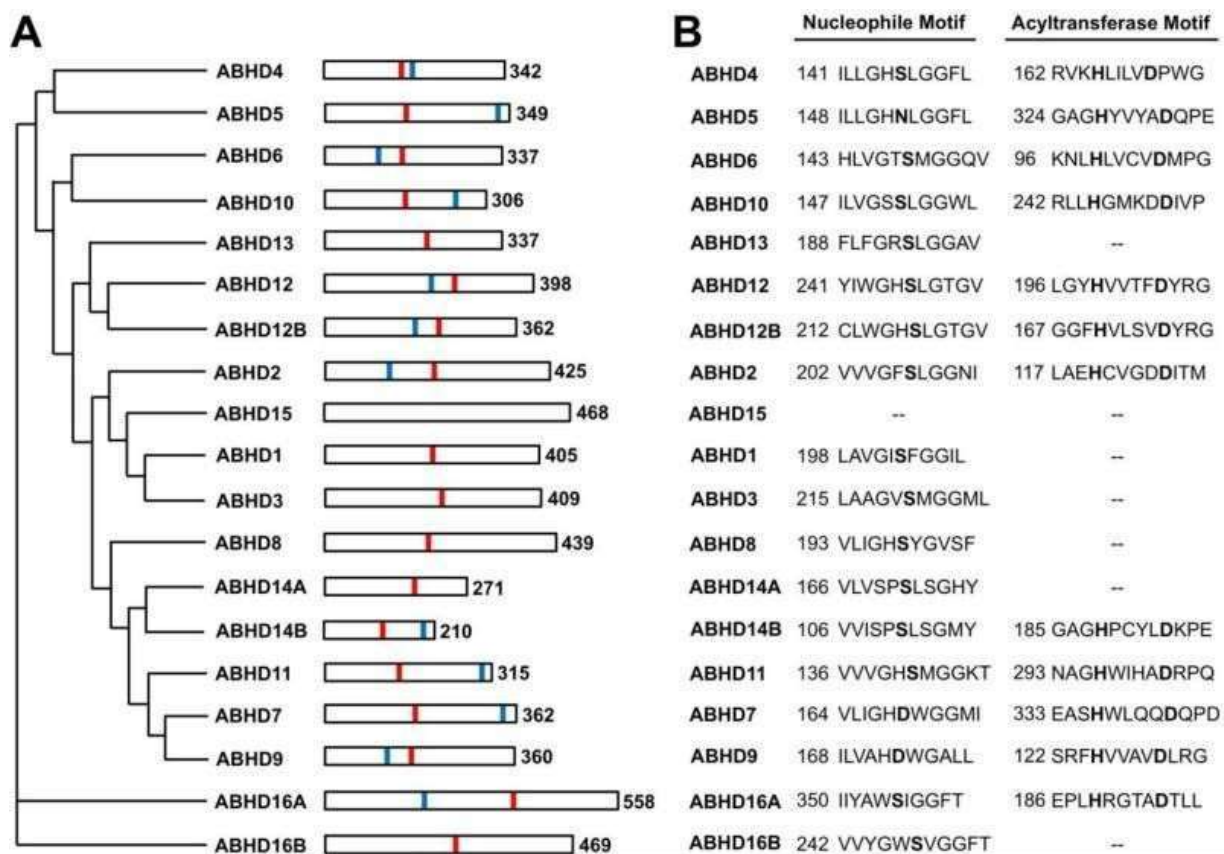 A
B Nucleophile Motif Acyltransferase Motif
ABHD4 342 ABHD4 141 ILLGHSLGGFL 162 RVKHLILVDPWG
ABHD5 349 ABHD5 148 ILLGHNLGGFL 324 GAGHYVYADQPE
ABHD6 337 ABHD6 143 HLVGTSMGGQV 96 KNLHLVCVDMPG
ABHD10 306 ABHD10 147 ILVGSSLGGWL 242 RLLHGMKDDIVP
ABHD13 337 ABHD13 188 FLFGRSLGGAV --
ABHD12 398 ABHD12 241 YIWGHSLGTGV 196 LGYHVVTFDYRG
ABHD12B 362 ABHD12B 212 CLWGHSLGTGV 167 GGFHVLSVDYRG
ABHD2 425 ABHD2 202 VVVGFSLGGNI 117 LAEHCVGDDITM
ABHD15 468 ABHD15 -- --
ABHD1 405 ABHD1 198 LAVGISFGGIL --
ABHD3 409 ABHD3 215 LAAGVSMGGML --
ABHD8 439 ABHD8 193 VLIGHSYGVSF --
ABHD14A 271 ABHD14A 166 VLVSPSLSGHY --
ABHD14B 210 ABHD14B 106 VVISPSLSGMY 185 GAGHPCYLDKPE
ABHD11 315 ABHD11 136 VVVGHSMGGKT 293 NAGHWIHADRPQ
ABHD7 362 ABHD7 164 VLIGHDWGGMI 333 EASHWLQQDQPD
ABHD9 360 ABHD9 168 ILVAHDWGALL 122 SRFHVVAVDLRG
ABHD16A 558 ABHD16A 350 IIYAWSIGGFT 186 EPLHRGTADTLL
ABHD16B 469 ABHD16B 242 VVYGWSVGGFT --